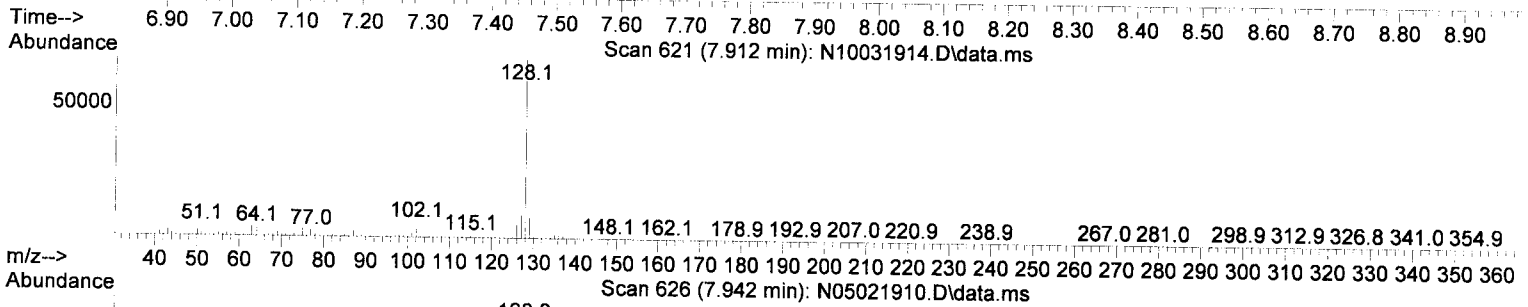 Time--> 6.90 7.00 7.10 7.20 7.30 7.40 7.50 7.60 7.70 7.80 7.90 8.00 8.10 8.20 8.30 8.40 8.50 8.60 8.70 8.80 8.90
Abundance Scan 621 (7.912 min): N10031914.D\data.ms
128.1
50000
51.1 64.1 77.0 102.1 115.1 148.1 162.1 178.9 192.9 207.0 220.9 238.9 267.0 281.0 298.9 312.9 326.8 341.0 354.9
m/z--> 40 50 60 70 80 90 100 110 120 130 140 150 160 170 180 190 200 210 220 230 240 250 260 270 280 290 300 310 320 330 340 350 360
Abundance Scan 626 (7.942 min): N05021910.D\data.ms